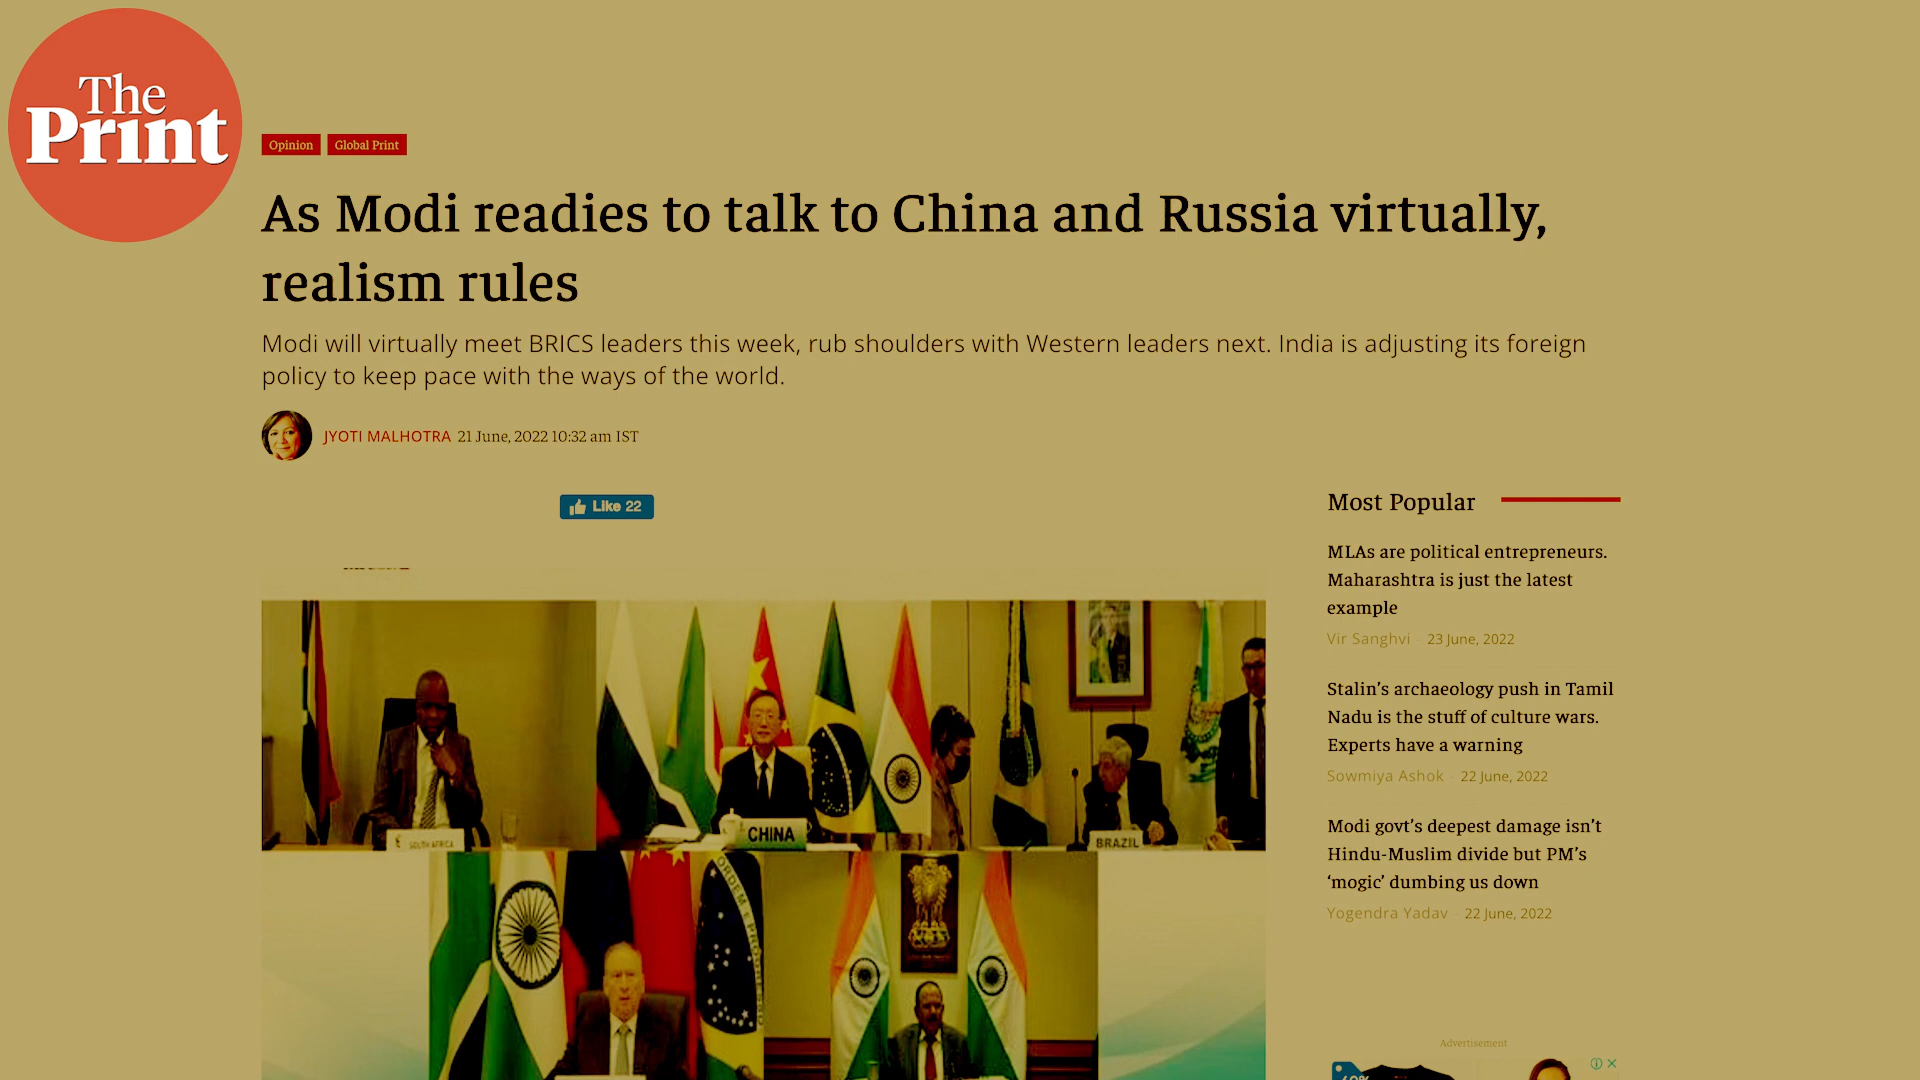 The
Print
Opinion Global Print
As Modi readies to talk to China and Russia virtually,
realism rules
Modi will virtually meet BRICS leaders this week, rub shoulders with Western leaders next. India is adjusting its foreign
policy to keep pace with the ways of the world.
JYOTI MALHOTRA 21 June, 2022 10:32 am IST
Like 22
SOUTH AFRICA
CHINA
BRAZIL
Most Popular
MLAs are political entrepreneurs.
Maharashtra is just the latest
example
Vir Sanghvi - 23 June, 2022
Stalin’s archaeology push in Tamil
Nadu is the stuff of culture wars.
Experts have a warning
Sowmiya Ashok - 22 June, 2022
Modi govt’s deepest damage isn’t
Hindu-Muslim divide but PM’s
‘mogic’ dumbing us down
Yogendra Yadav - 22 June, 2022
Advertisement